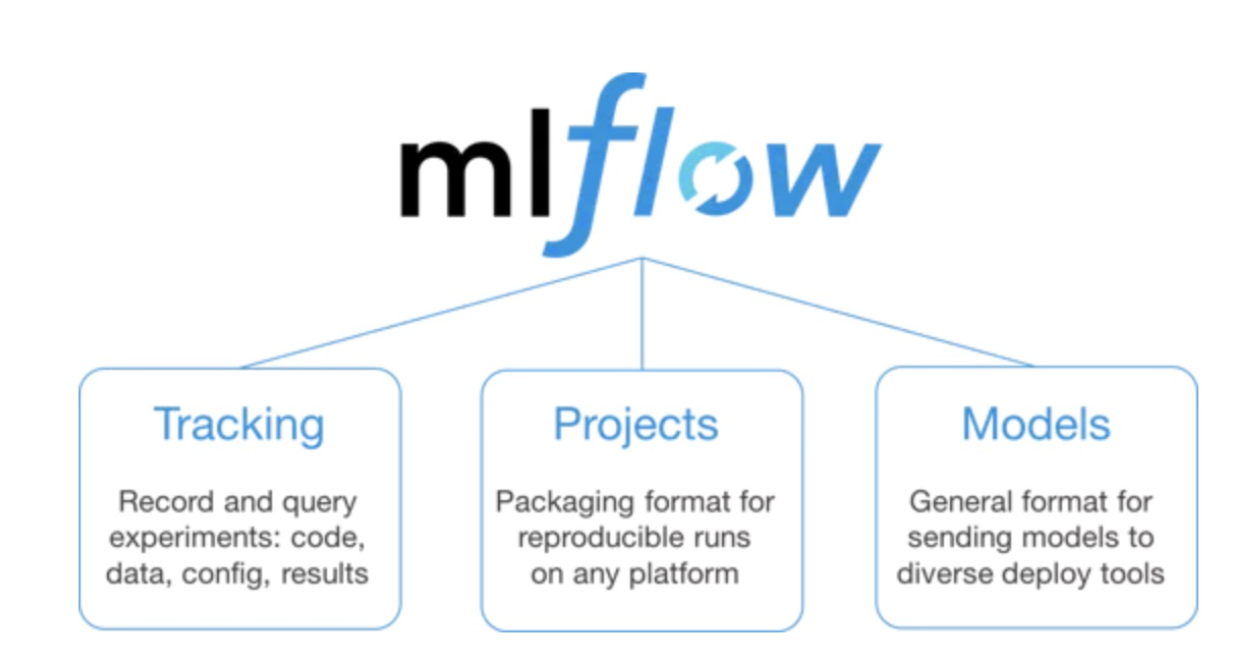 mlflow
Tracking
Record and query
experiments: code,
data, config, results
Projects
Packaging format for
reproducible runs
on any platform
Models
General format for
sending models to
diverse deploy tools